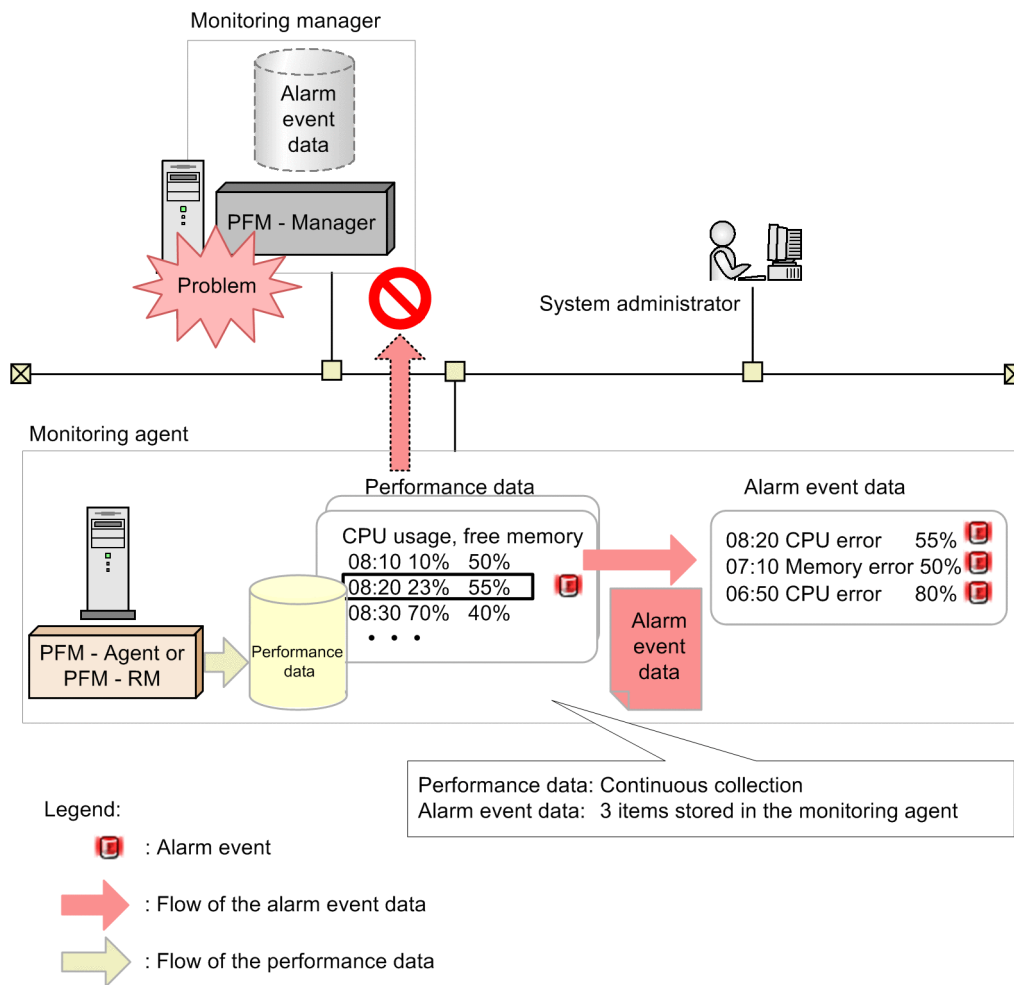 Monitoring manager
Alarm
event
data
PFM - Manager
Problem
System administrator
Monitoring agent
Performance data
Alarm event data
CPU usage, free memory
08:10 10% 50%
08:20 23% 55%
08:30 70% 40%
• • •
08:20 CPU error 55%
07:10 Memory error 50%
06:50 CPU error 80%
PFM - Agent or
PFM - RM
Performance
data
Alarm
event
data
Performance data: Continuous collection
Alarm event data: 3 items stored in the monitoring agent
Legend:
: Alarm event
: Flow of the alarm event data
: Flow of the performance data